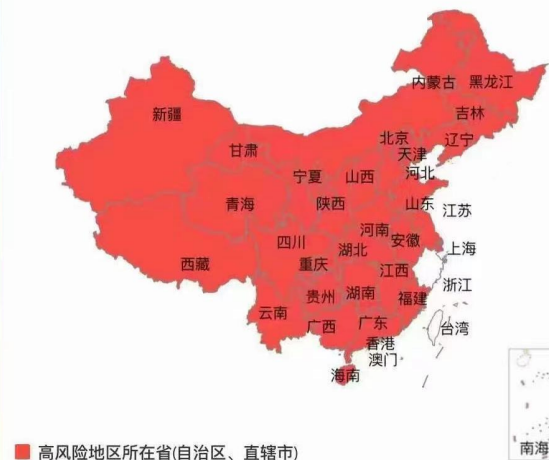 内蒙古
黑龙江
新疆
吉林
北京
辽宁
甘肃
天津
宁夏
山西
河北
青海
陕西
山东
江苏
河南
四川
安徽
湖北
上海
西藏
重庆
江西
浙江
贵州
湖南
福建
云南
广西
广东
台湾
香港
澳门
海南
南海
高风险地区所在省(自治区、直辖市)